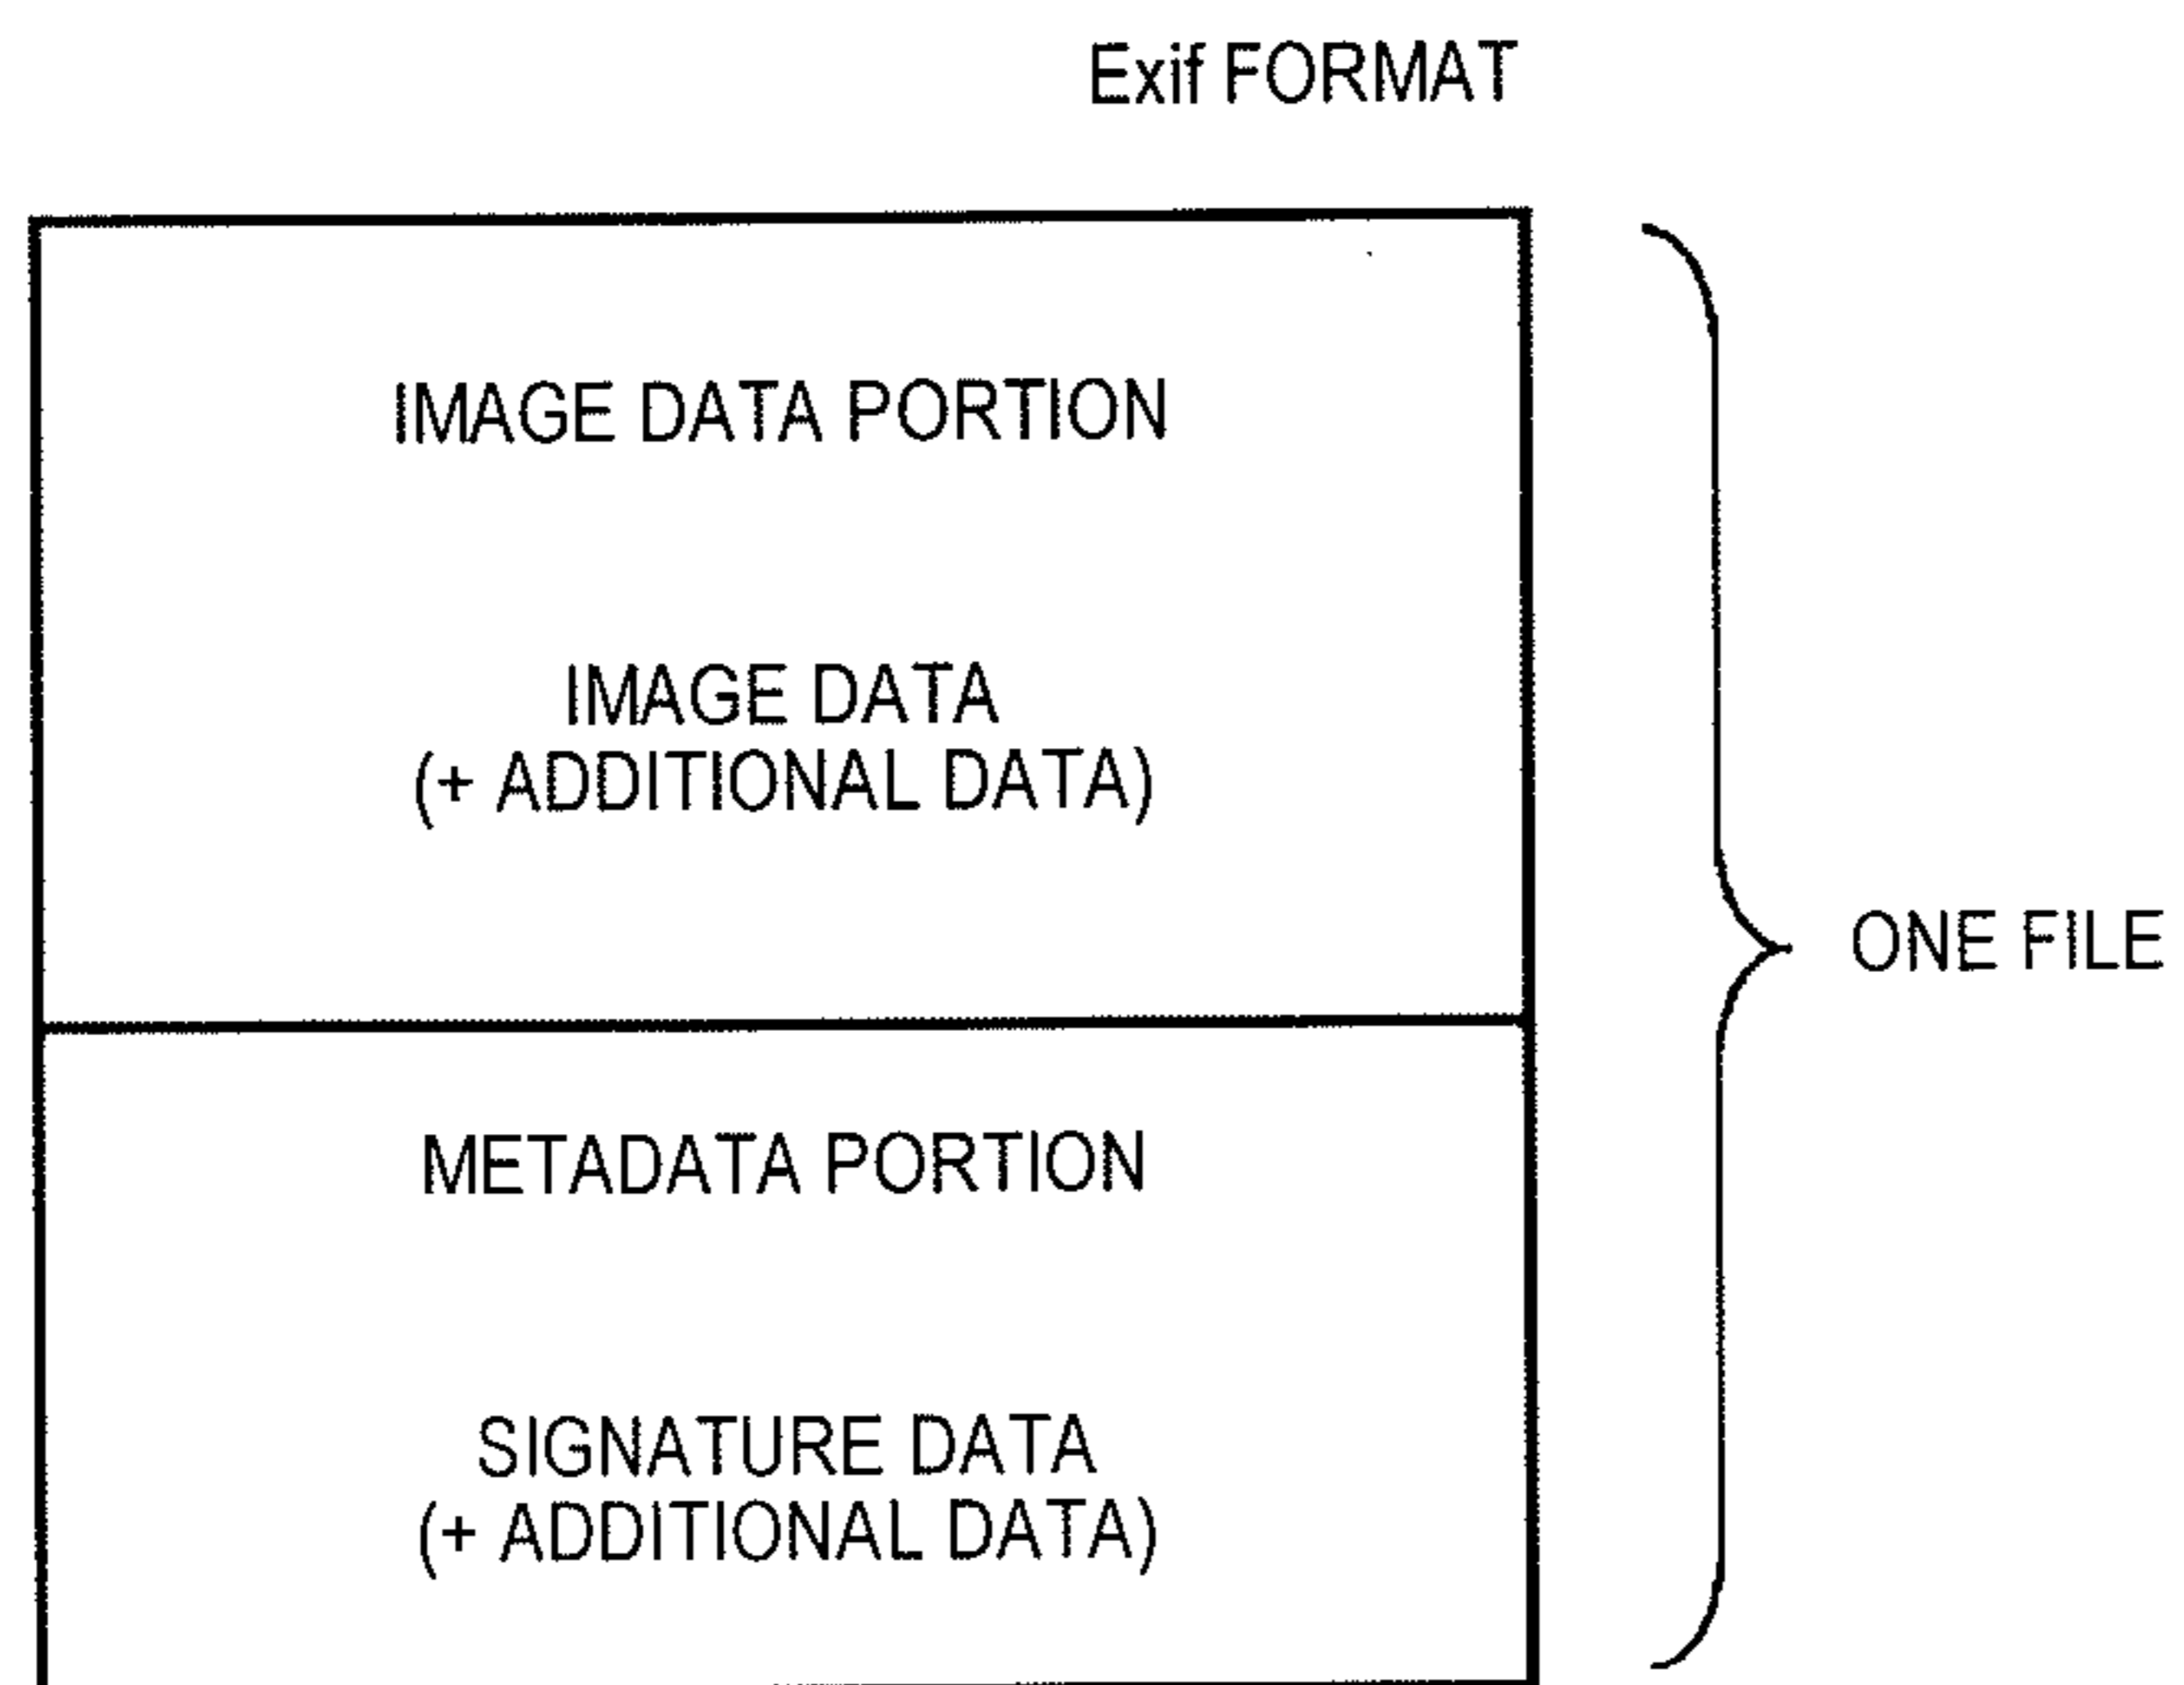 Exif FORMAT
IMAGE DATA PORTION
IMAGE DATA
(+ ADDITIONAL DATA)
ONE FILE
METADATA PORTION
SIGNATURE DATA
(+ ADDITIONAL DATA)